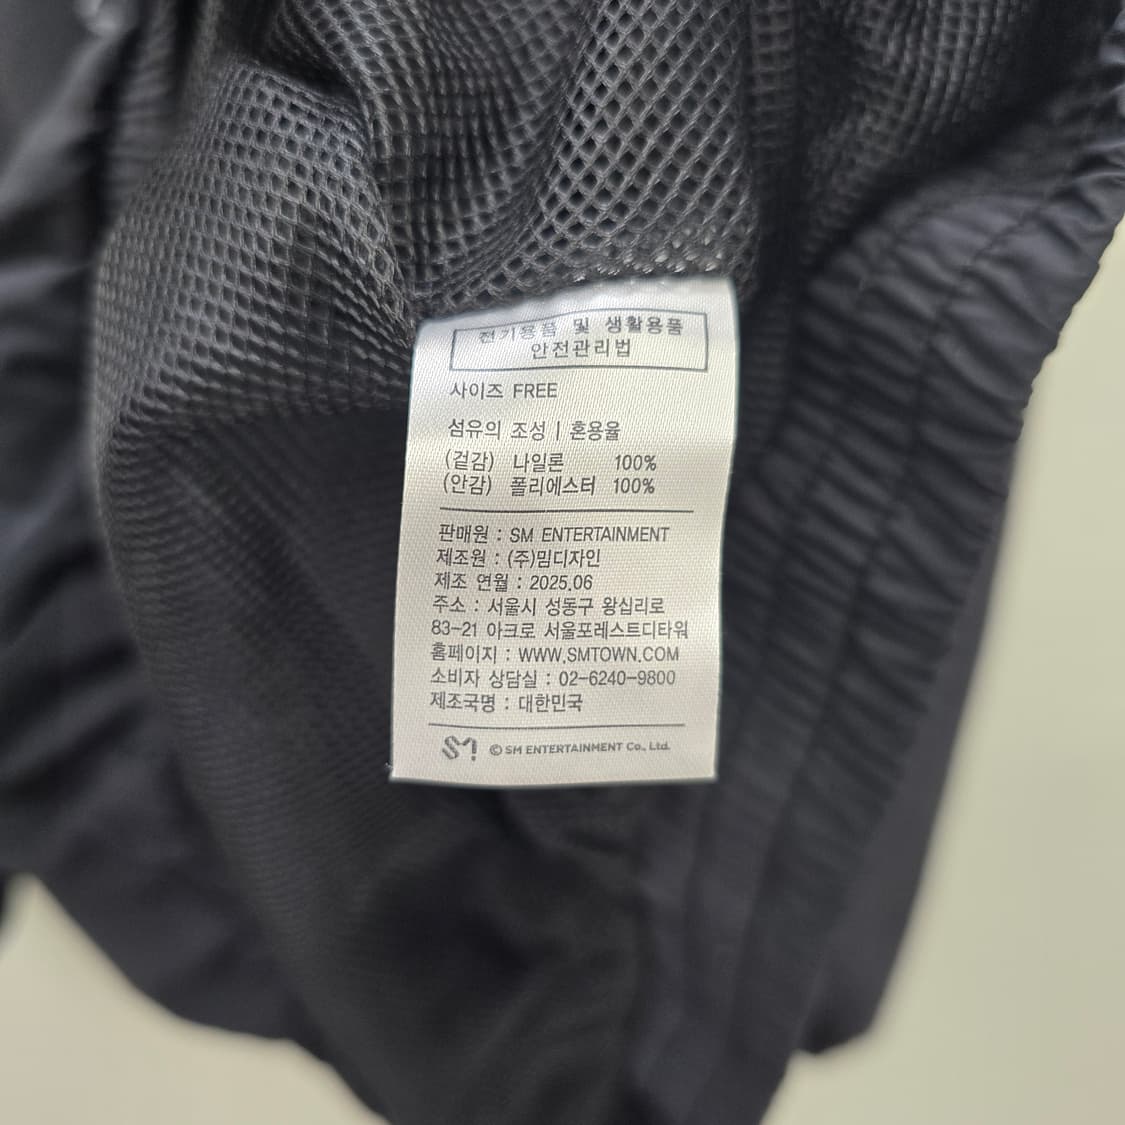 전기용품 및 생활용품
안전관리법
사이즈 FREE
섬유의 조성 | 혼용율
(겉감) 나일론 100%
(안감) 폴리에스터 100%
판매원 : SM ENTERTAINMENT
제조원 : (주)밈디자인
제조 연월 : 2025.06
주소 : 서울시 성동구 왕십리로
83-21 아크로 서울포레스트디타워
홈페이지 : WWW.SMTOWN.COM
소비자 상담실 : 02-6240-9800
제조국명 : 대한민국
SM © SM ENTERTAINMENT Co., Ltd.